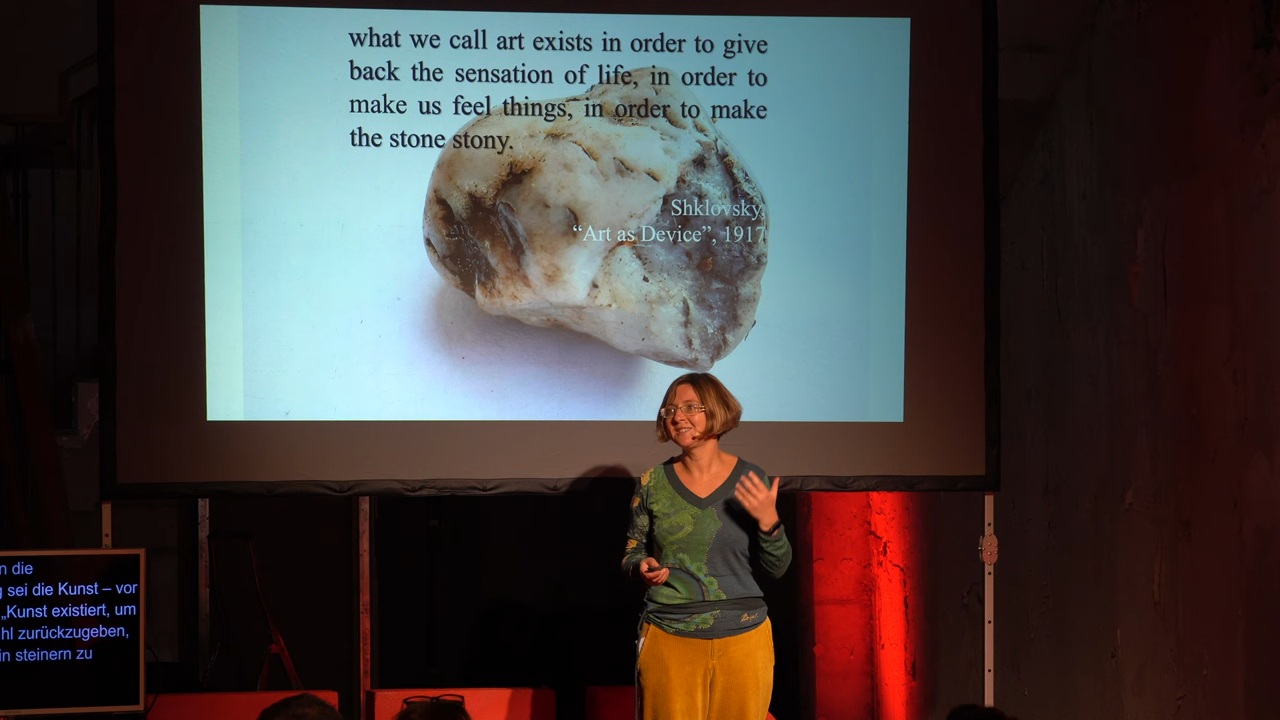 what we call art exists in order to give
back the sensation of life, in order to
make us feel things, in order to make
the stone stony.
Shklovsky,
“Art as Device”, 1917
n die
g sei die Kunst – vor
„Kunst existiert, um
hl zurückzugeben,
in steinern zu